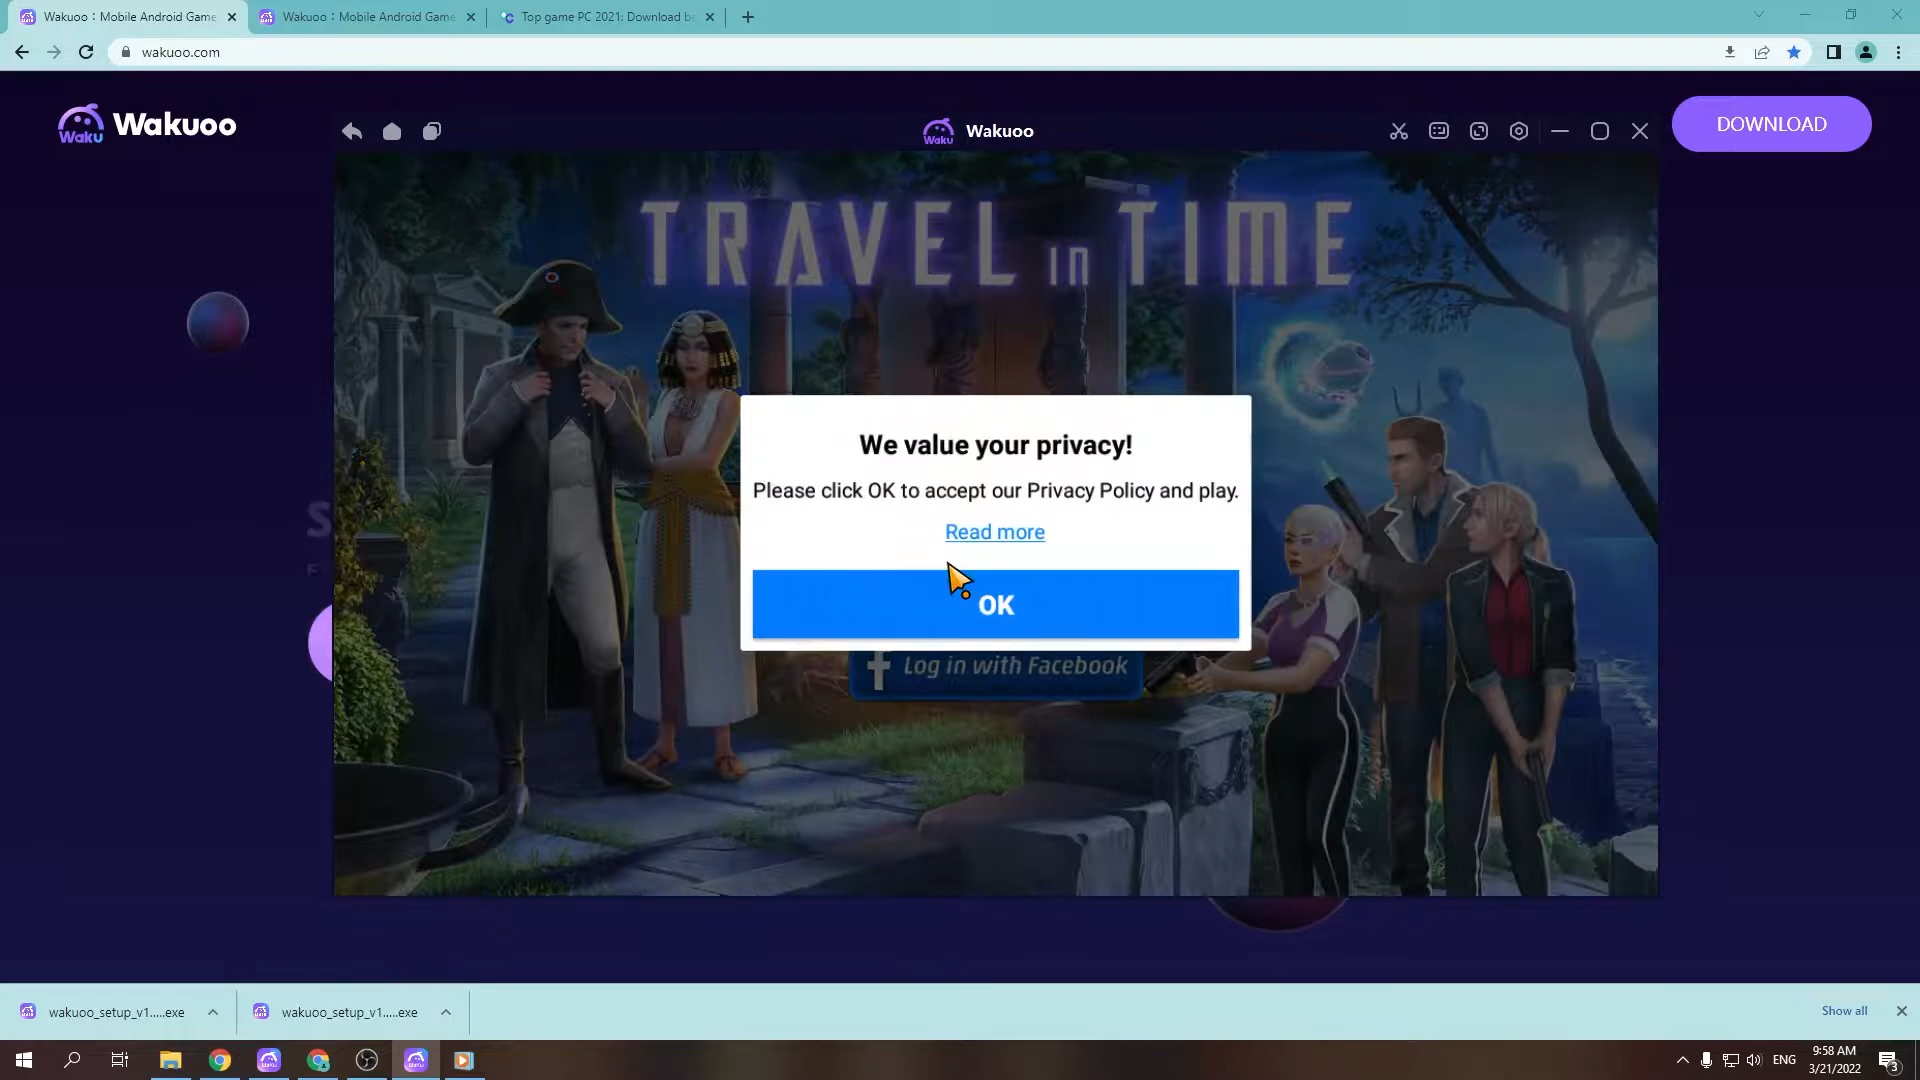 Wakuoo : Mobile Android Game
Wakuoo : Mobile Android Game
Top game PC 2021: Download be
wakuoo.com
Waku
Wakuoo
Waku
Wakuoo
DOWNLOAD
TRAVEL in TIME
We value your privacy!
Please click OK to accept our Privacy Policy and play.
Read more
OK
Log in with Facebook
S
F
wakuoo_setup_v1.....exe
wakuoo_setup_v1.....exe
Show all
ENG
9:58 AM
3/21/2022
3